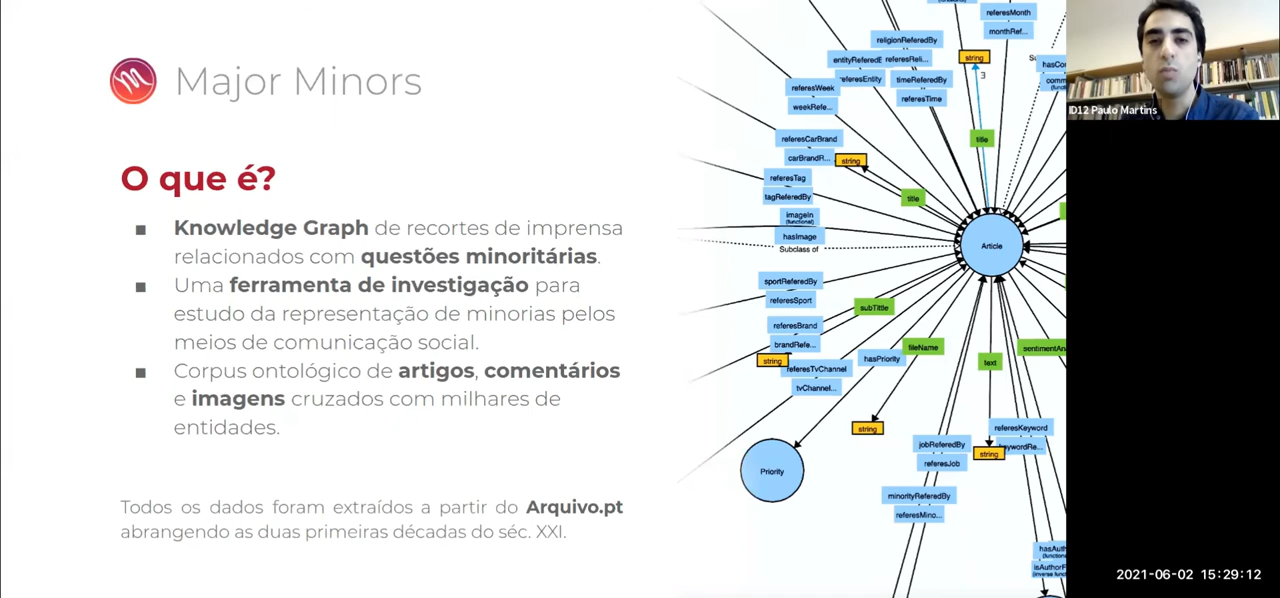 Major Minors
O que é?
■ Knowledge Graph de recortes de imprensa
relacionados com questões minoritárias.
■ Uma ferramenta de investigação para
estudo da representação de minorias pelos
meios de comunicação social.
■ Corpus ontológico de artigos, comentários
e imagens cruzados com milhares de
entidades.
Todos os dados foram extraídos a partir do Arquivo.pt
abrangendo as duas primeiras décadas do séc. XXI.
referesMonth
monthRef...
religionReferedBy
string
entityReferedB referesReli...
3
referesEntity
timeReferedBy
referesWeek
referesTime
weekRefe...
referesCarBrand
title
carBrandR...
string
referesTag
tagReferedBy
title
imageIn
(functional)
hasImage
Subclass of
Article
sportReferedBy
referesSport
subTittle
referesBrand
brandRefe...
fileName
string
hasPriority
text
referesTvChannel
tvChannel...
string
referesKeyword
jobReferedBy
string
referesJob
Priority
minorityReferedBy
referesMino...
ID12 Paulo Martins
2021-06-02 15:29:12